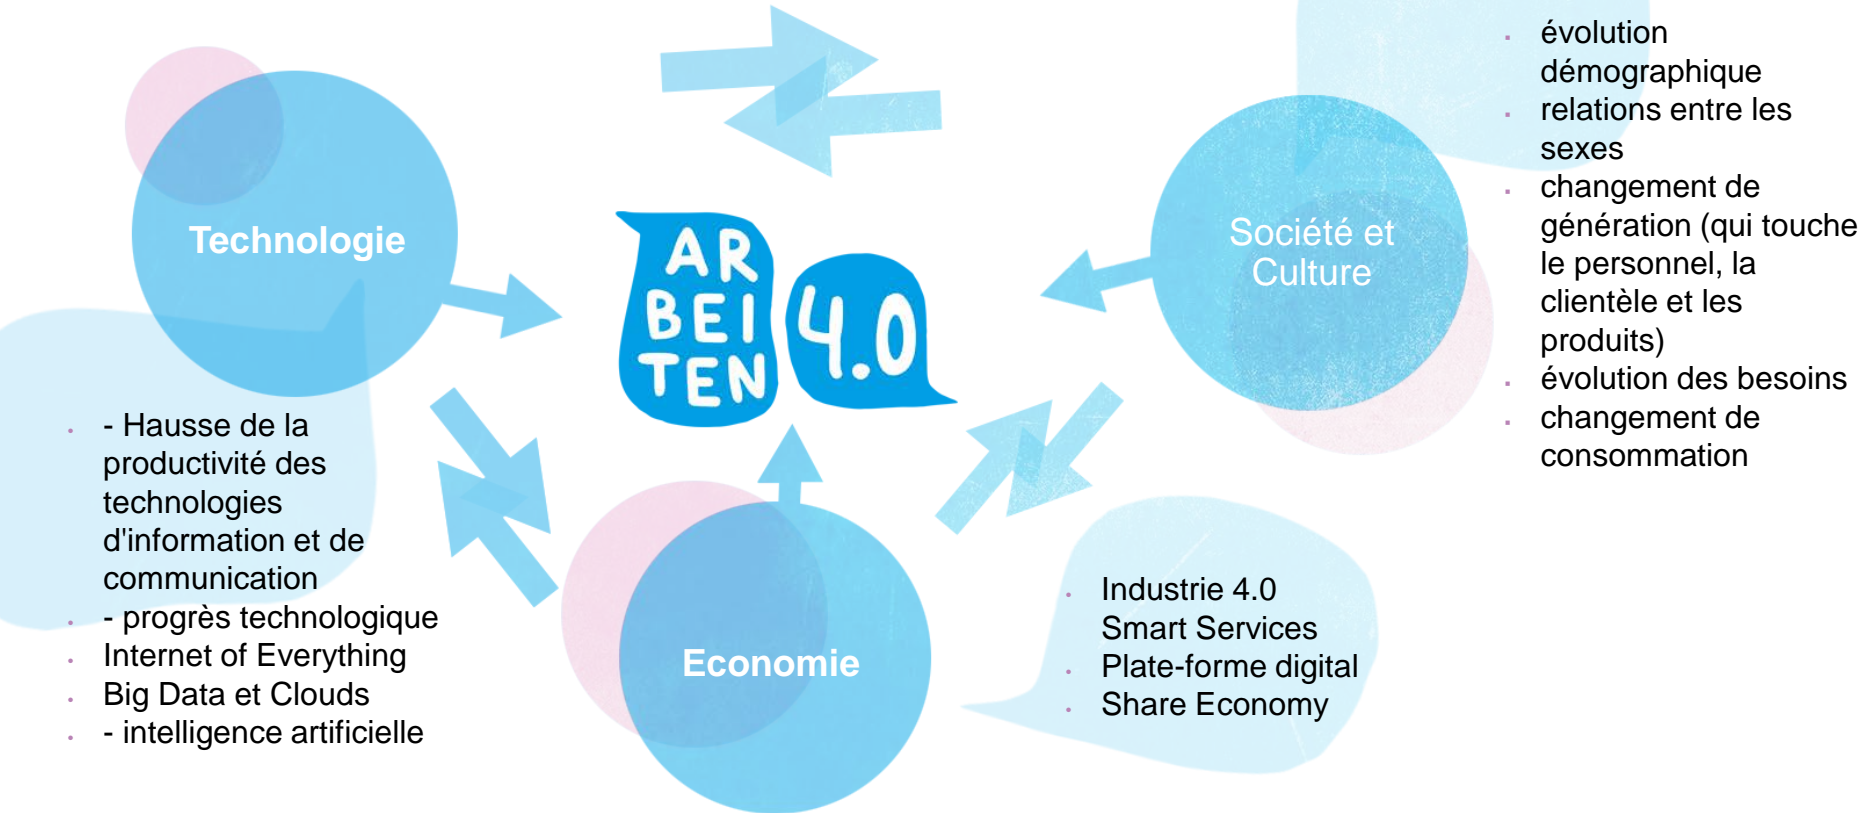 Technologie
- Hausse de la
productivité des
technologies
d'information et de
communication
- progrès technologique
Internet of Everything
Big Data et Clouds
- intelligence artificielle
AR
BEI
TEN
4.0
Economie
Industrie 4.0
Smart Services
Plate-forme digital
Share Economy
Société et
Culture
évolution
démographique
relations entre les
sexes
changement de
génération (qui touche
le personnel, la
clientèle et les
produits)
évolution des besoins
changement de
consommation